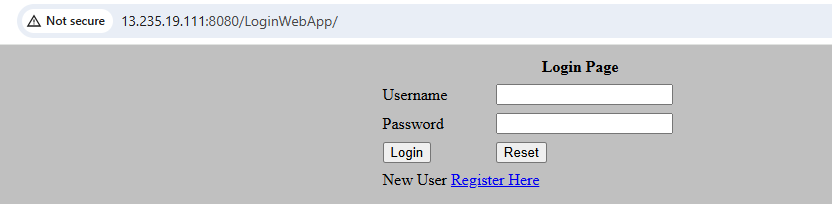 Not secure 13.235.19.111:8080/LoginWebApp/
Login Page
Username
Password
Login Reset
New User Register Here